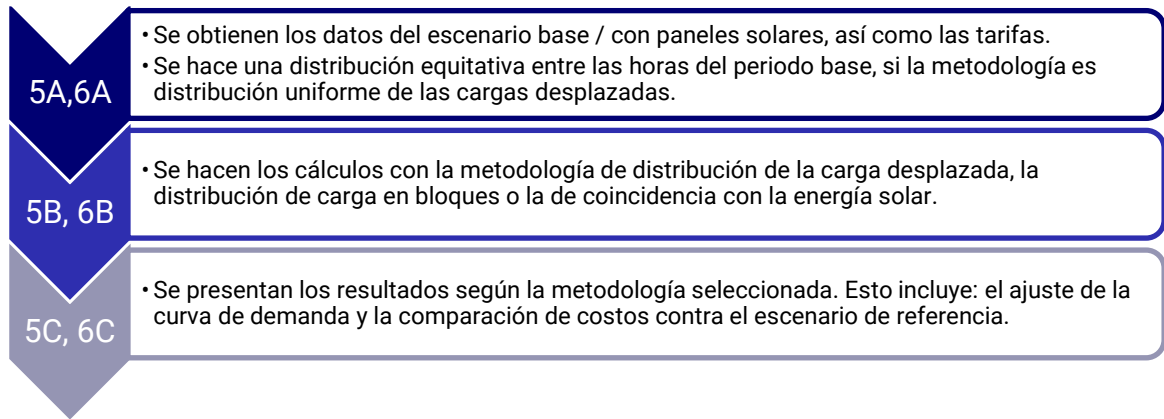 5A,6A
• Se obtienen los datos del escenario base / con paneles solares, así como las tarifas.
• Se hace una distribución equitativa entre las horas del periodo base, si la metodología es
distribución uniforme de las cargas desplazadas.
5B, 6B
• Se hacen los cálculos con la metodología de distribución de la carga desplazada, la
distribución de carga en bloques o la de coincidencia con la energía solar.
5C, 6C
• Se presentan los resultados según la metodología seleccionada. Esto incluye: el ajuste de la
curva de demanda y la comparación de costos contra el escenario de referencia.